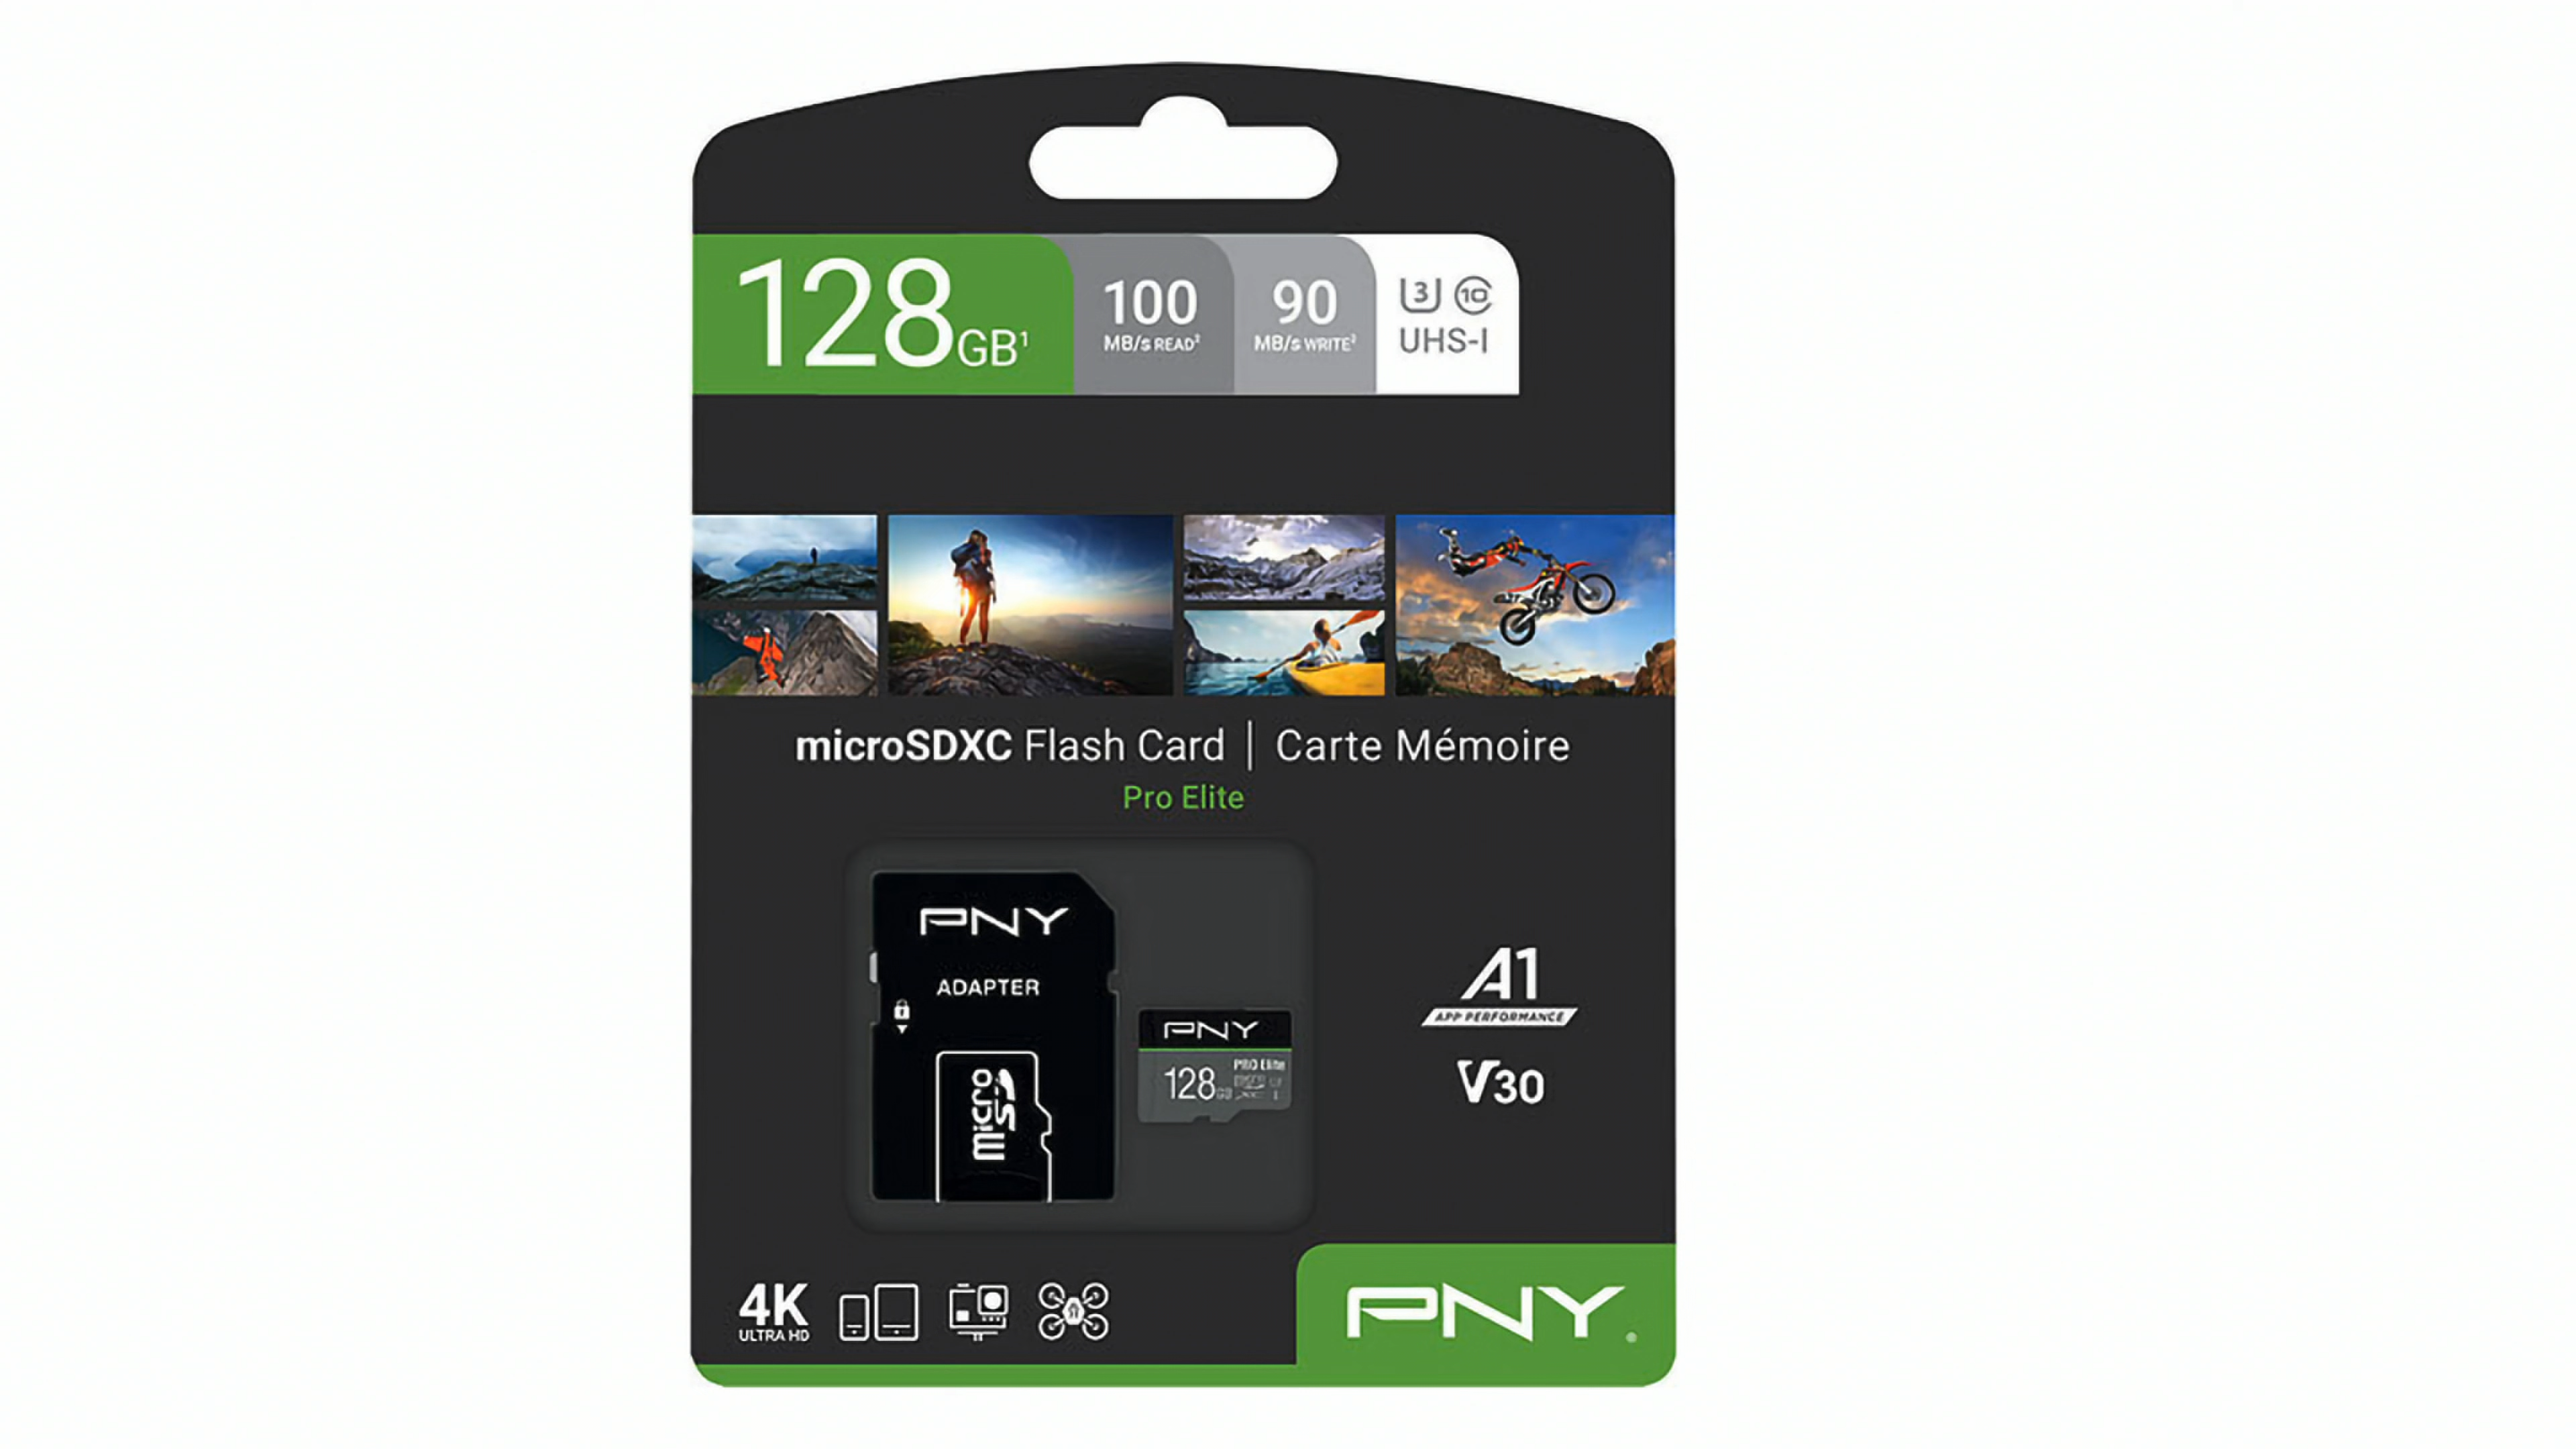 128GB¹
100
MB/s READ²
90
MB/s WRITE²
3 10
UHS-I
microSDXC Flash Card | Carte Mémoire
Pro Elite
PNY
ADAPTER
micro SD
PNY
PRO Elite
128GB
A1
APP PERFORMANCE
V30
4K
ULTRA HD
PNY